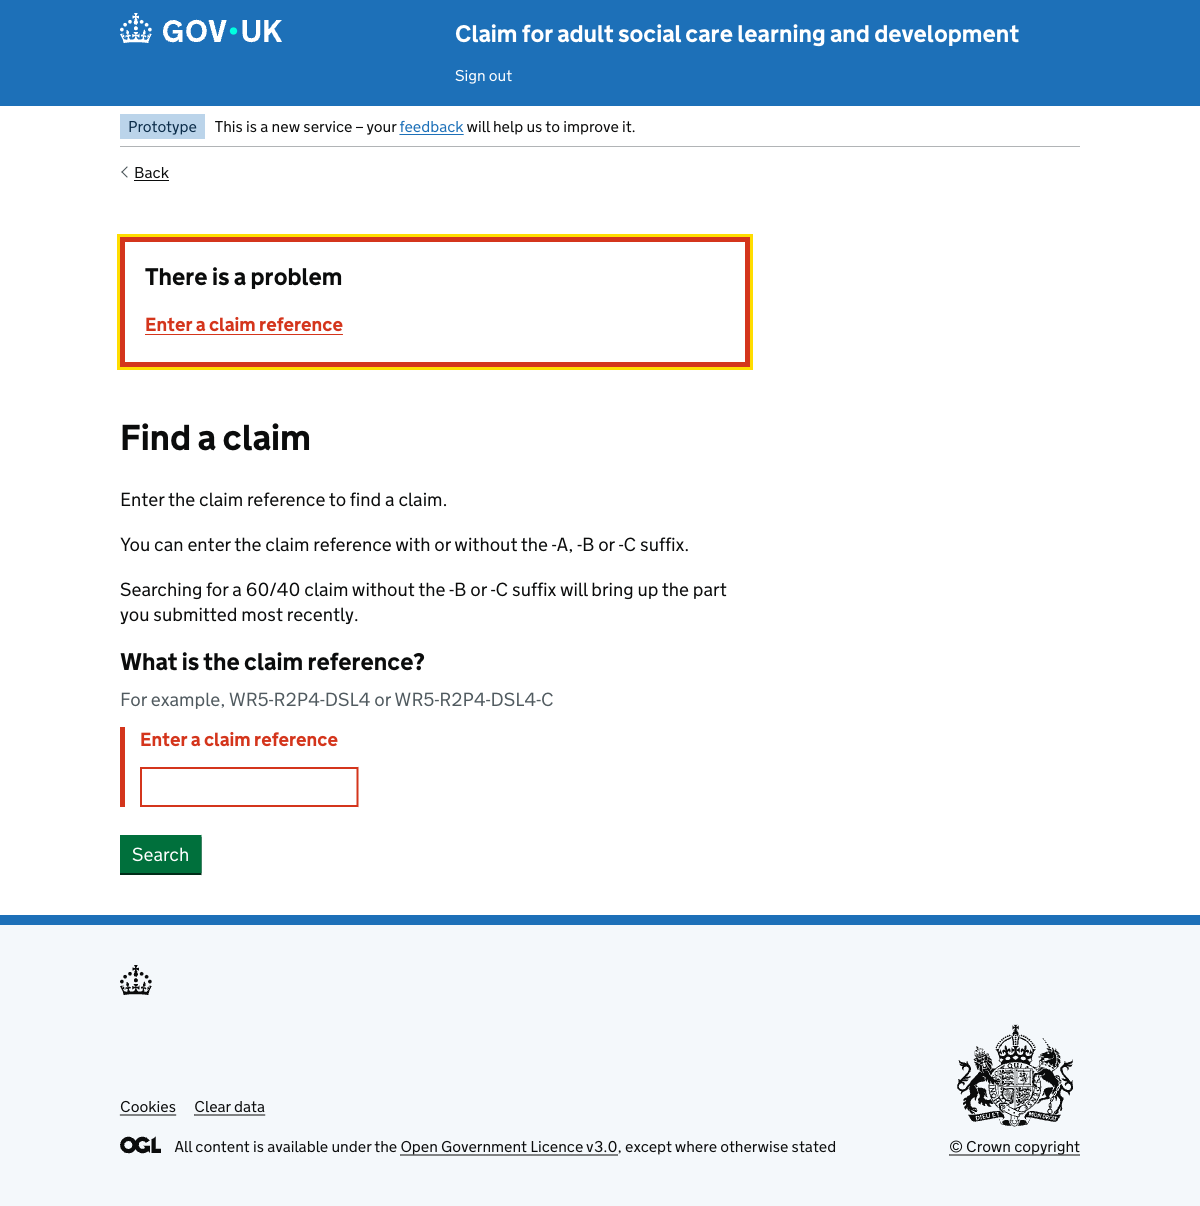 GOV·UK
Claim for adult social care learning and development
Sign out
Prototype This is a new service – your feedback will help us to improve it.
Back
There is a problem
Enter a claim reference
Find a claim
Enter the claim reference to find a claim.
You can enter the claim reference with or without the -A, -B or -C suffix.
Searching for a 60/40 claim without the -B or -C suffix will bring up the part
you submitted most recently.
What is the claim reference?
For example, WR5-R2P4-DSL4 or WR5-R2P4-DSL4-C
Enter a claim reference
Search
Cookies Clear data
OGL All content is available under the Open Government Licence v3.0, except where otherwise stated
© Crown copyright